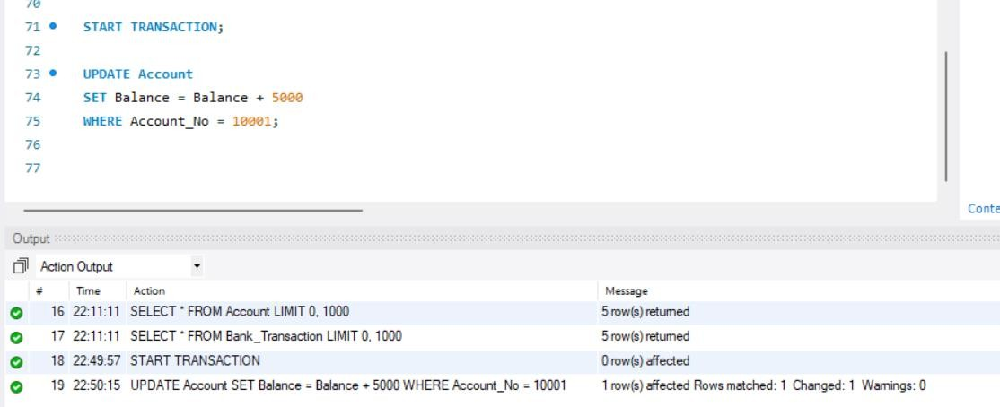 70
71 START TRANSACTION;
72
73 UPDATE Account
74 SET Balance = Balance + 5000
75 WHERE Account_No = 10001;
76
77
Conte
Output
Action Output
# Time Action Message
16 22:11:11 SELECT * FROM Account LIMIT 0, 1000 5 row(s) returned
17 22:11:11 SELECT * FROM Bank_Transaction LIMIT 0, 1000 5 row(s) returned
18 22:49:57 START TRANSACTION 0 row(s) affected
19 22:50:15 UPDATE Account SET Balance = Balance + 5000 WHERE Account_No = 10001 1 row(s) affected Rows matched: 1 Changed: 1 Warnings: 0